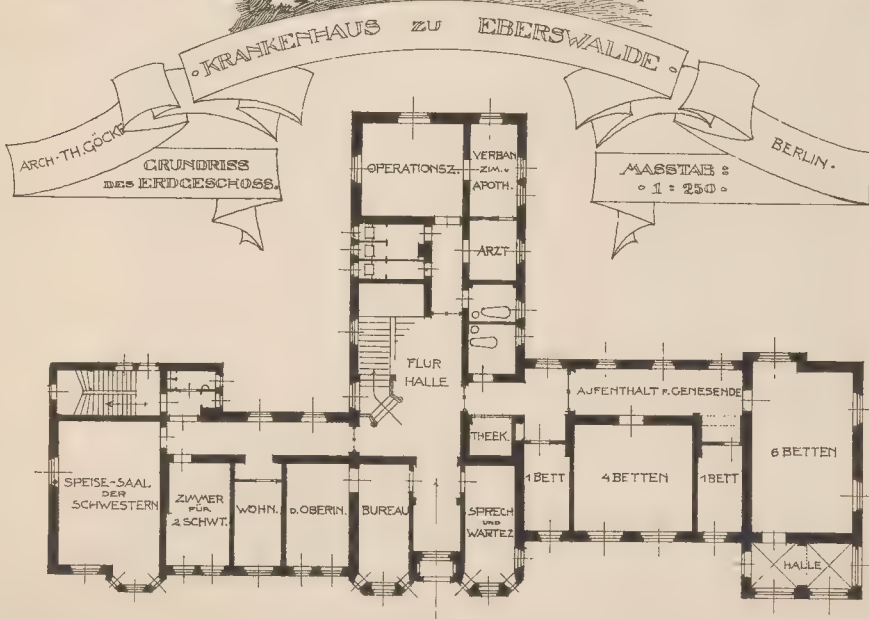 · KRANKENHAUS ZU EBERSWALDE ·
ARCH · TH. GÖCKE
BERLIN ·
GRUNDRISS
DES ERDGESCHOSS.
MASSTAB :
· 1 : 250 ·
OPERATIONSZ.
VERBAN
ZIM. U
APOTH.
ARZT
FLUR
HALLE
AUFENTHALT F. GENESENDE
THEEK.
SPEISE-SAAL
DER
SCHWESTERN
ZIMMER
FÜR
2 SCHWT.
WOHN.
D. OBERIN.
BUREAU
SPRECH
UND
WARTEZ
1 BETT
4 BETTEN
1 BETT
6 BETTEN
HALLE